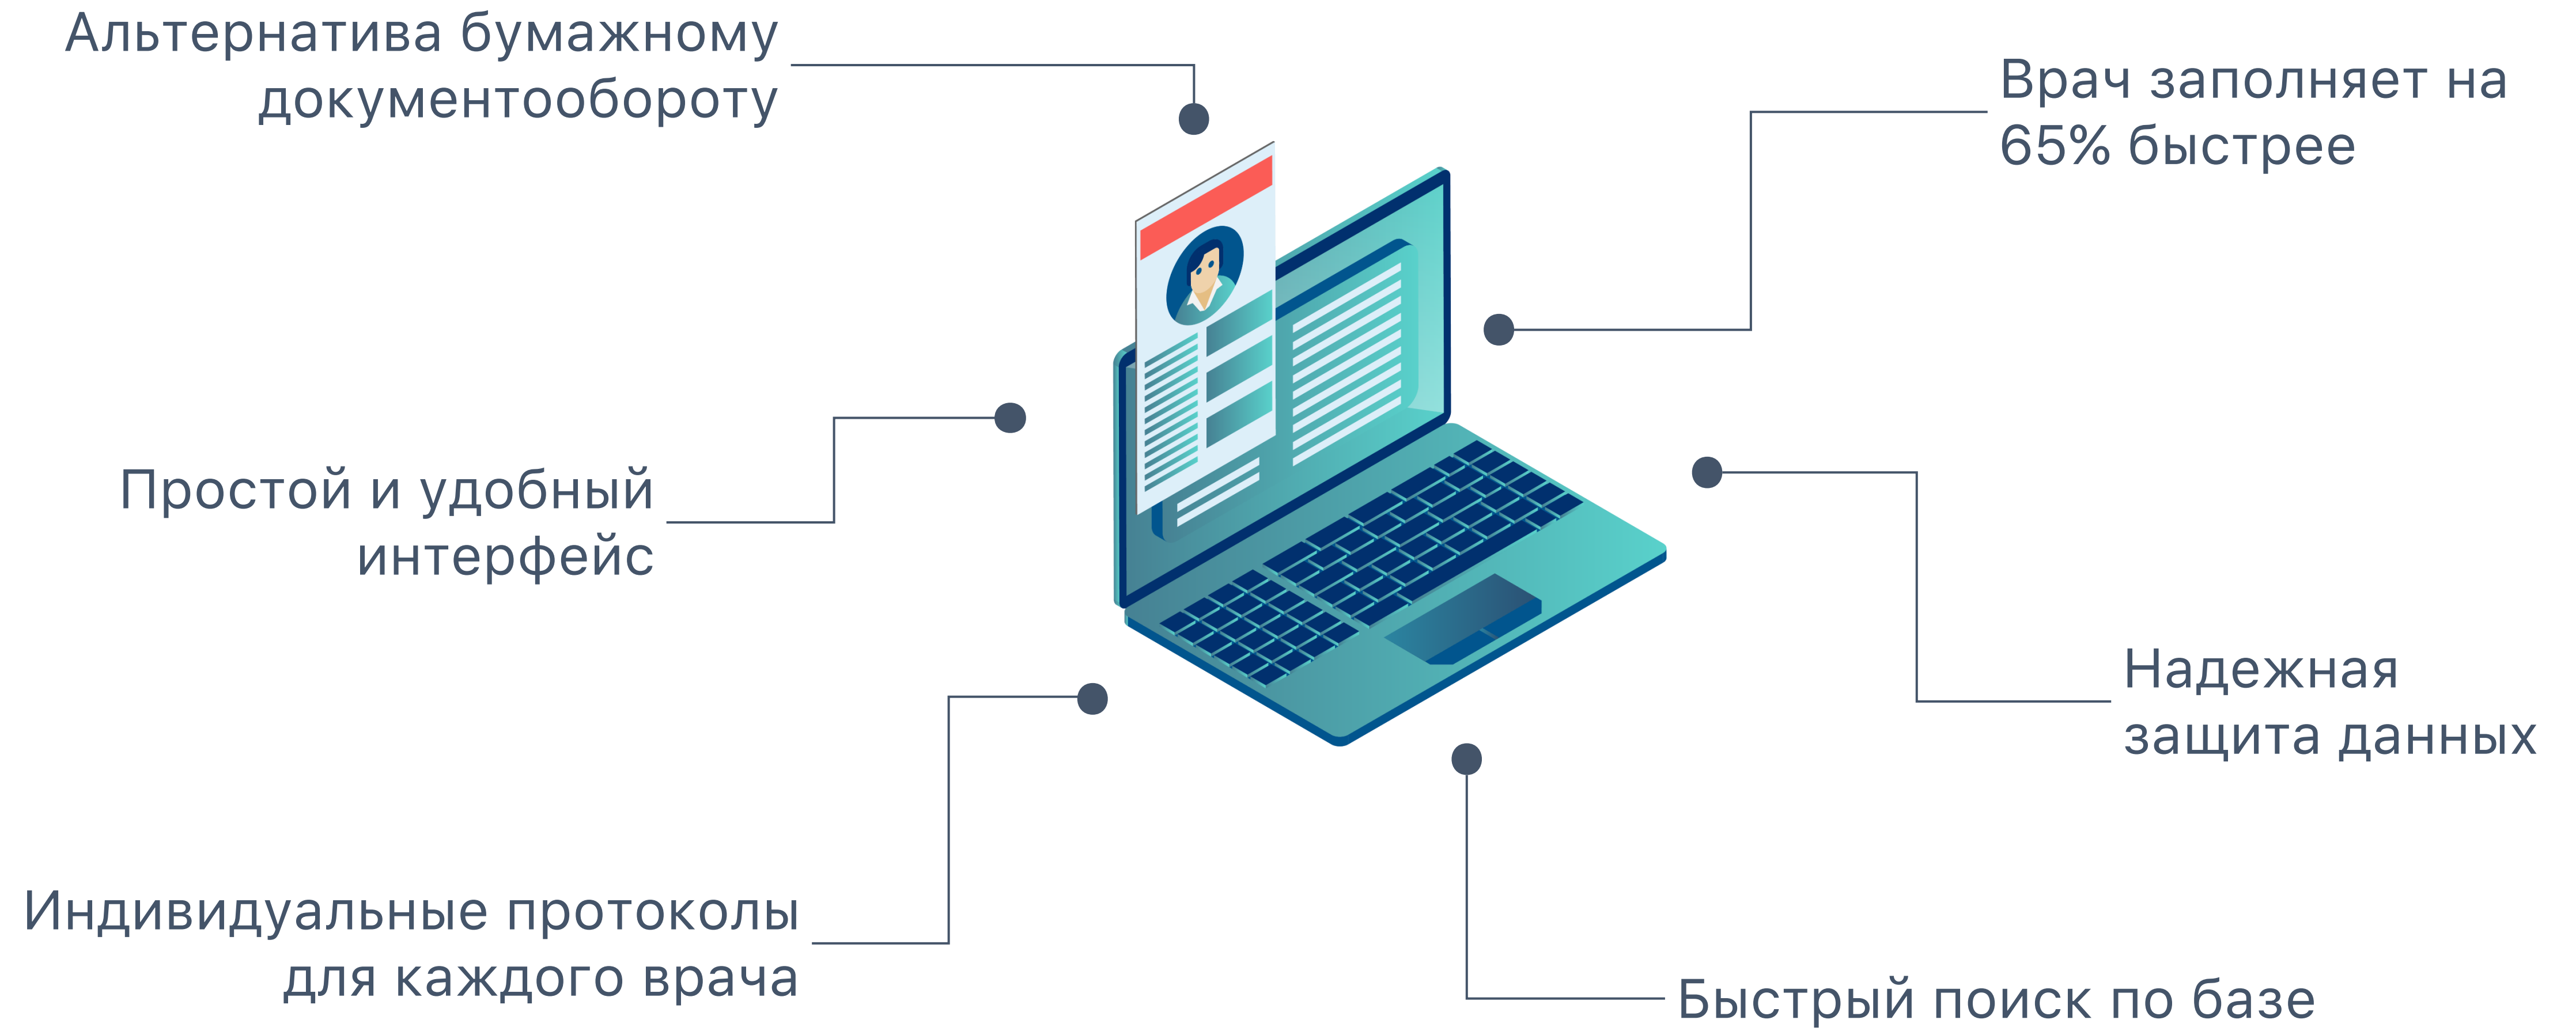 Альтернатива бумажному
документообороту
Врач заполняет на
65% быстрее
Простой и удобный
интерфейс
Надежная
защита данных
Индивидуальные протоколы
для каждого врача
Быстрый поиск по базе